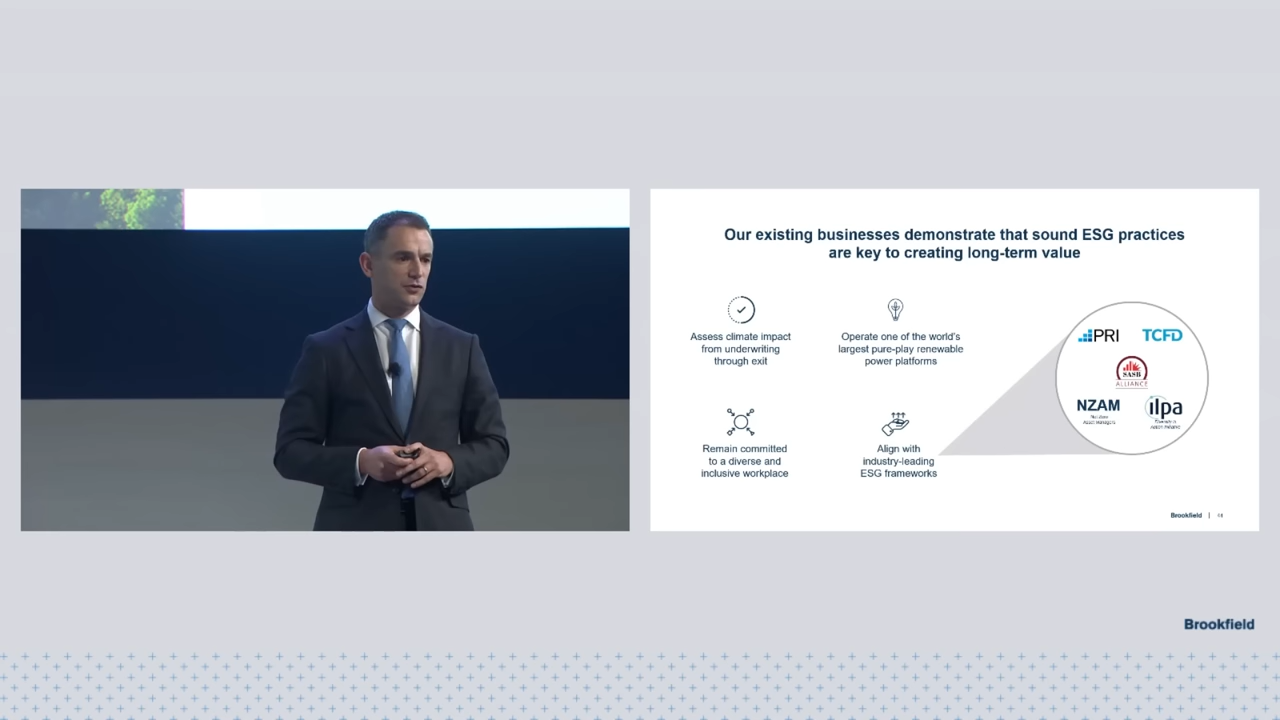 Our existing businesses demonstrate that sound ESG practices
are key to creating long-term value
Assess climate impact
from underwriting
through exit
Operate one of the world's
largest pure-play renewable
power platforms
Remain committed
to a diverse and
inclusive workplace
Align with
industry-leading
ESG frameworks
PRI
TCFD
SASB
ALLIANCE
NZAM
ilpa
Brookfield
Brookfield